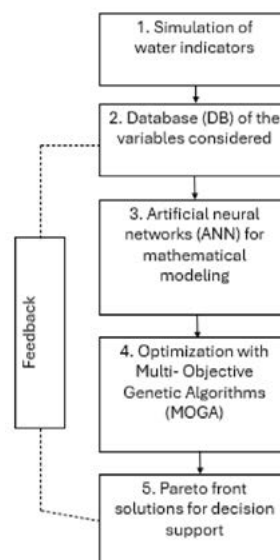 1. Simulation of
water indicators
2. Database (DB) of the
variables considered
3. Artificial neural
networks (ANN) for
mathematical
modeling
Feedback
4. Optimization with
Multi- Objective
Genetic Algorithms
(MOGA)
5. Pareto front
solutions for decision
support